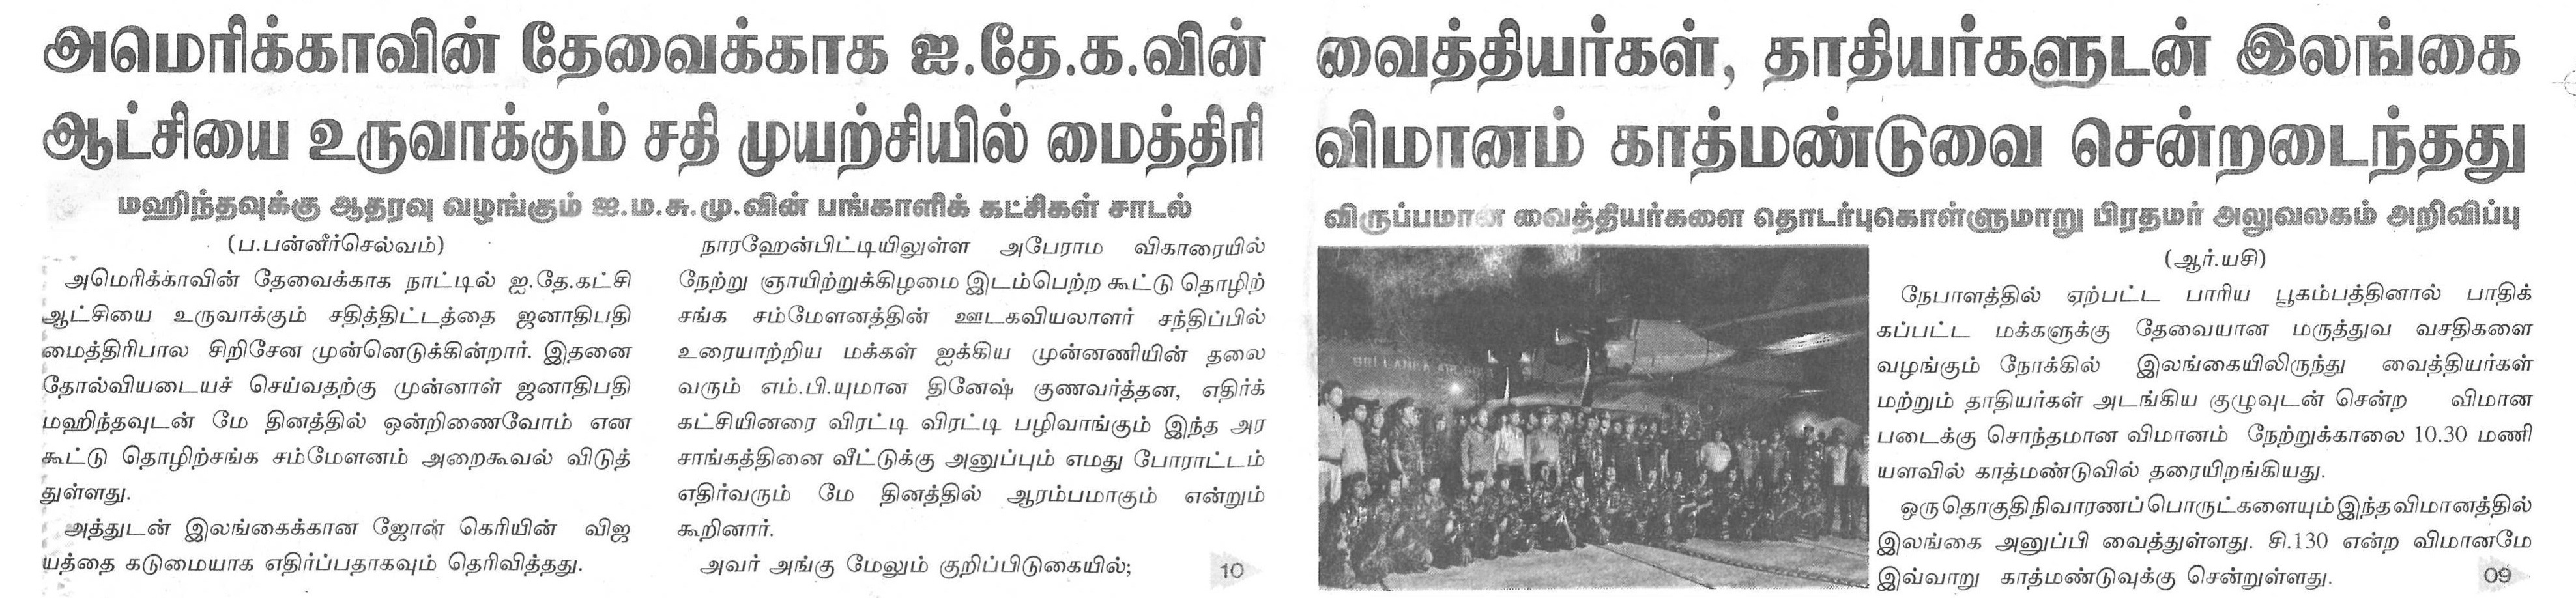 அமெரிக்காவின் தேவைக்காக ஐ.தே.க.வின்
ஆட்சியை உருவாக்கும் சதி முயற்சியில் மைத்திரி
மஹிந்தவுக்கு ஆதரவு வழங்கும் ஐ.ம.சு.மு.வின் பங்காளிக் கட்சிகள் சாடல்
(ப.பன்னீர்செல்வம்)
அமெரிக்காவின் தேவைக்காக நாட்டில் ஐ.தே.கட்சி
ஆட்சியை உருவாக்கும் சதித்திட்டத்தை ஜனாதிபதி
மைத்திரிபால சிறிசேன முன்னெடுக்கின்றார். இதனை
தோல்வியடையச் செய்வதற்கு முன்னாள் ஜனாதிபதி
மஹிந்தவுடன் மே தினத்தில் ஒன்றிணைவோம் என
கூட்டு தொழிற்சங்க சம்மேளனம் அறைகூவல் விடுத்
துள்ளது.
அத்துடன் இலங்கைக்கான ஜோன் கெரியின் விஜ
யத்தை கடுமையாக எதிர்ப்பதாகவும் தெரிவித்தது.
நாரஹேன்பிட்டியிலுள்ள அபேராம விகாரையில்
நேற்று ஞாயிற்றுக்கிழமை இடம்பெற்ற கூட்டு தொழிற்
சங்க சம்மேளனத்தின் ஊடகவியலாளர் சந்திப்பில்
உரையாற்றிய மக்கள் ஐக்கிய முன்னணியின் தலை
வரும் எம்.பி.யுமான தினேஷ் குணவர்த்தன, எதிர்க்
கட்சியினரை விரட்டி விரட்டி பழிவாங்கும் இந்த அர
சாங்கத்தினை வீட்டுக்கு அனுப்பும் எமது போராட்டம்
எதிர்வரும் மே தினத்தில் ஆரம்பமாகும் என்றும்
கூறினார்.
அவர் அங்கு மேலும் குறிப்பிடுகையில்;
10
வைத்தியர்கள், தாதியர்களுடன் இலங்கை
விமானம் காத்மண்டுவை சென்றடைந்தது
விருப்பமான வைத்தியர்களை தொடர்புகொள்ளுமாறு பிரதமர் அலுவலகம் அறிவிப்பு
SRI LANKA AIR
(ஆர்.யசி)
நேபாளத்தில் ஏற்பட்ட பாரிய பூகம்பத்தினால் பாதிக்
கப்பட்ட மக்களுக்கு தேவையான மருத்துவ வசதிகளை
வழங்கும் நோக்கில் இலங்கையிலிருந்து வைத்தியர்கள்
மற்றும் தாதியர்கள் அடங்கிய குழுவுடன் சென்ற விமான
படைக்கு சொந்தமான விமானம் நேற்றுக்காலை 10.30 மணி
யளவில் காத்மண்டுவில் தரையிறங்கியது.
ஒருதொகுதிநிவாரணப்பொருட்களையும்இந்தவிமானத்தில்
இலங்கை அனுப்பி வைத்துள்ளது. சி.130 என்ற விமானமே
இவ்வாறு காத்மண்டுவுக்கு சென்றுள்ளது.
09